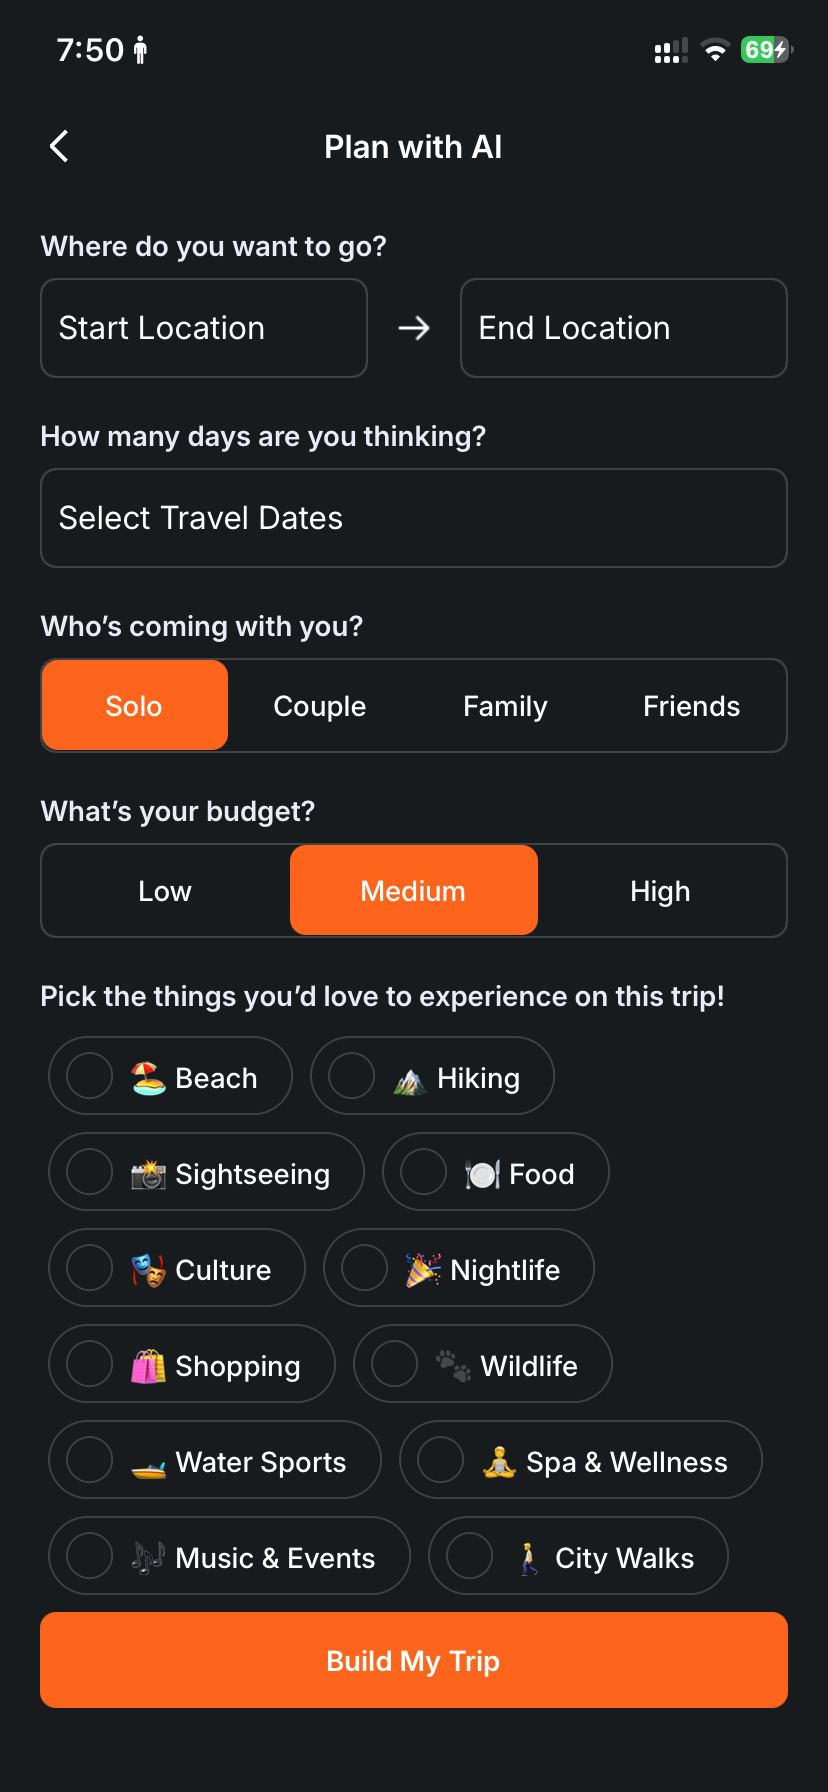 7:50
69
Plan with AI
Where do you want to go?
Start Location → End Location
How many days are you thinking?
Select Travel Dates
Who’s coming with you?
Solo Couple Family Friends
What’s your budget?
Low Medium High
Pick the things you’d love to experience on this trip!
🏖️ Beach ⛰️ Hiking
📸 Sightseeing 🍽️ Food
🎭 Culture 🎉 Nightlife
🛍️ Shopping 🐾 Wildlife
🚤 Water Sports 🧘 Spa & Wellness
🎶 Music & Events 🚶 City Walks
Build My Trip